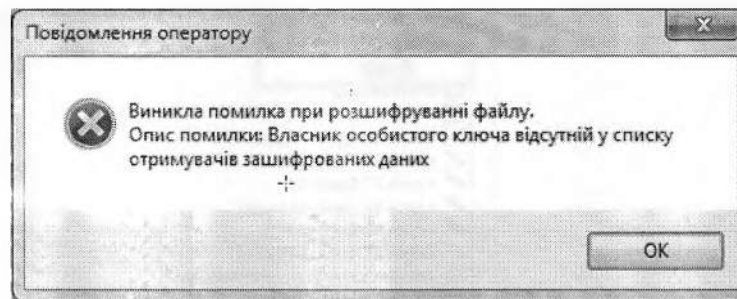 Повідомлення оператору
Виникла помилка при розшифруванні файлу.
Опис помилки: Власник особистого ключа відсутній у списку
отримувачів зашифрованих даних
OK